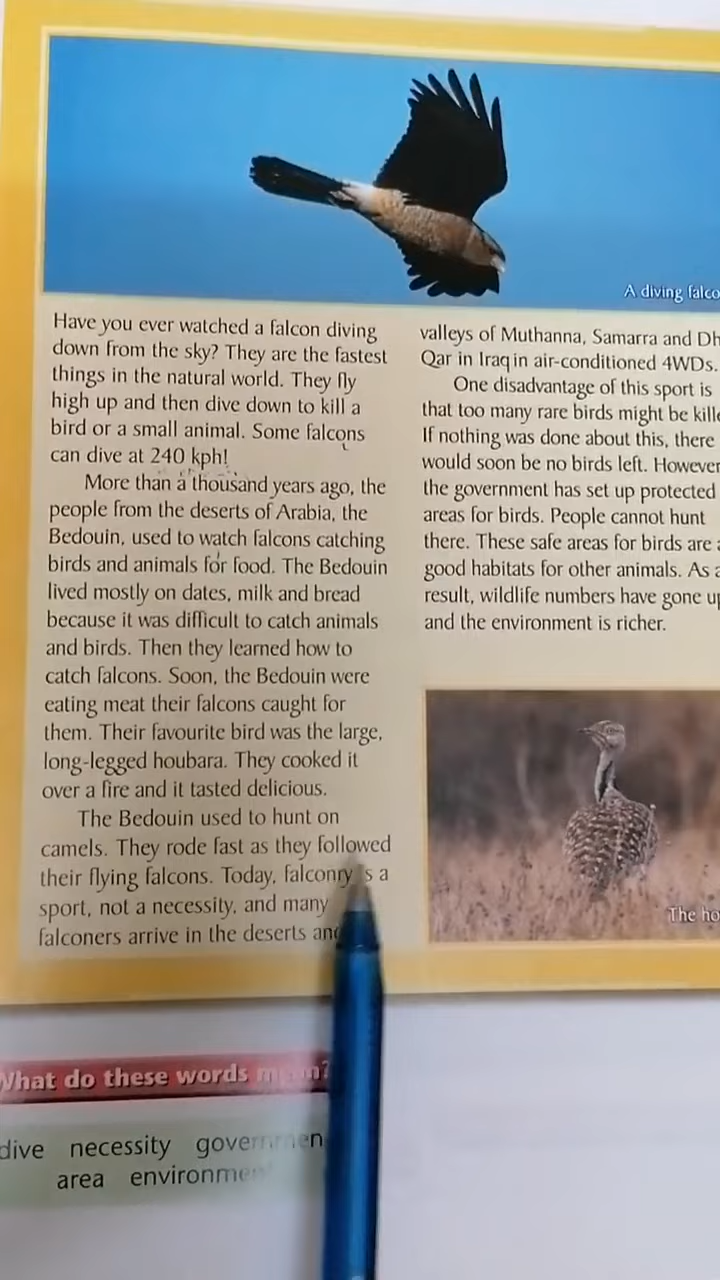 A diving falco
Have you ever watched a falcon diving
down from the sky? They are the fastest
things in the natural world. They fly
high up and then dive down to kill a
bird or a small animal. Some falcons
can dive at 240 kph!
More than a thousand years ago, the
people from the deserts of Arabia, the
Bedouin, used to watch falcons catching
birds and animals for food. The Bedouin
lived mostly on dates, milk and bread
because it was difficult to catch animals
and birds. Then they learned how to
catch falcons. Soon, the Bedouin were
eating meat their falcons caught for
them. Their favourite bird was the large,
long-legged houbara. They cooked it
over a fire and it tasted delicious.
The Bedouin used to hunt on
camels. They rode fast as they followed
their flying falcons. Today, falconry is a
sport, not a necessity, and many
falconers arrive in the deserts and
valleys of Muthanna, Samarra and Dh
Qar in Iraq in air-conditioned 4WDs.
One disadvantage of this sport is
that too many rare birds might be kille
If nothing was done about this, there
would soon be no birds left. However
the government has set up protected
areas for birds. People cannot hunt
there. These safe areas for birds are a
good habitats for other animals. As a
result, wildlife numbers have gone up
and the environment is richer.
The ho
What do these words mean?
dive necessity governmen
area environmen